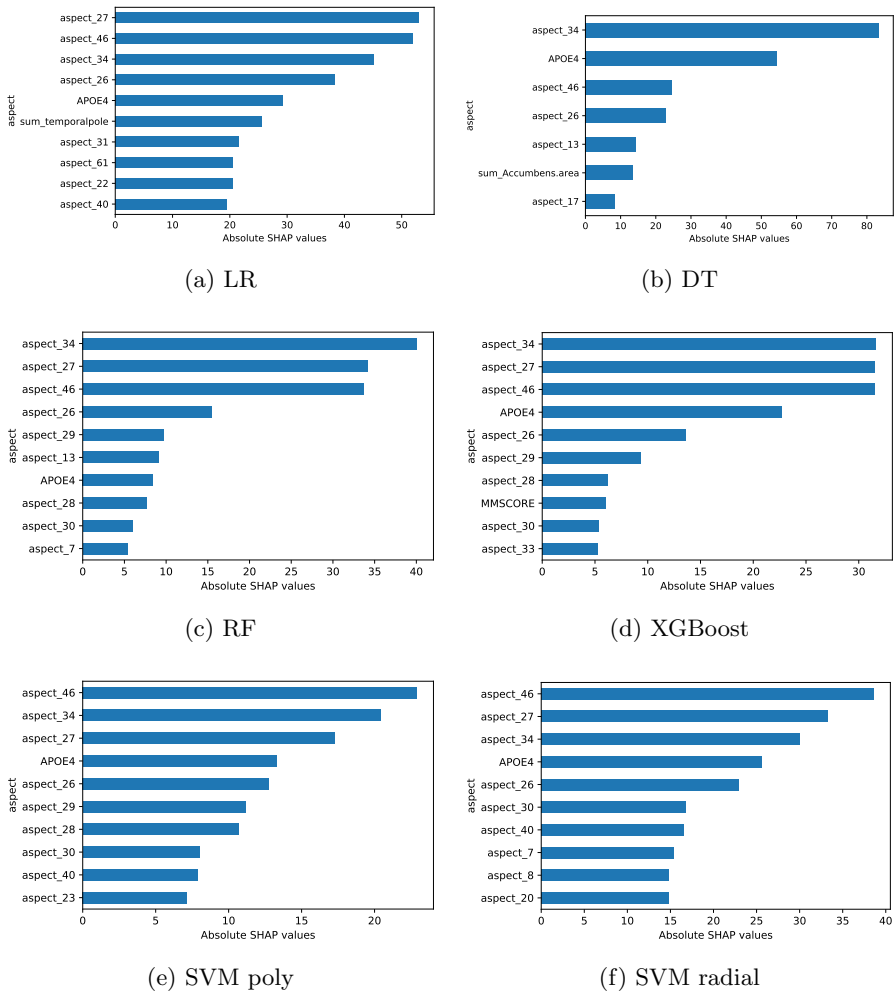 aspect
aspect_27
aspect_46
aspect_34
aspect_26
APOE4
sum_temporalpole
aspect_31
aspect_61
aspect_22
aspect_40
0 10 20 30 40 50
Absolute SHAP values
(a) LR
aspect
aspect_34
APOE4
aspect_46
aspect_26
aspect_13
sum_Accumbens.area
aspect_17
0 10 20 30 40 50 60 70 80
Absolute SHAP values
(b) DT
aspect
aspect_34
aspect_27
aspect_46
aspect_26
aspect_29
aspect_13
APOE4
aspect_28
aspect_30
aspect_7
0 5 10 15 20 25 30 35 40
Absolute SHAP values
(c) RF
aspect
aspect_34
aspect_27
aspect_46
APOE4
aspect_26
aspect_29
aspect_28
MMSCORE
aspect_30
aspect_33
0 5 10 15 20 25 30
Absolute SHAP values
(d) XGBoost
aspect
aspect_46
aspect_34
aspect_27
APOE4
aspect_26
aspect_29
aspect_28
aspect_30
aspect_40
aspect_23
0 5 10 15 20
Absolute SHAP values
(e) SVM poly
aspect
aspect_46
aspect_27
aspect_34
APOE4
aspect_26
aspect_30
aspect_40
aspect_7
aspect_8
aspect_20
0 5 10 15 20 25 30 35 40
Absolute SHAP values
(f) SVM radial